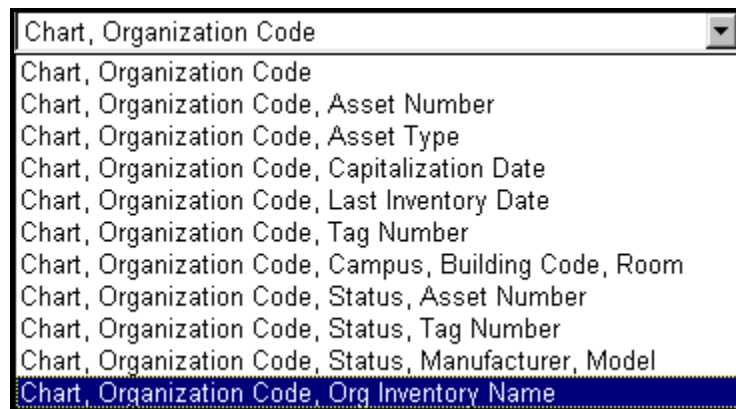 Chart, Organization Code
Chart, Organization Code
Chart, Organization Code, Asset Number
Chart, Organization Code, Asset Type
Chart, Organization Code, Capitalization Date
Chart, Organization Code, Last Inventory Date
Chart, Organization Code, Tag Number
Chart, Organization Code, Campus, Building Code, Room
Chart, Organization Code, Status, Asset Number
Chart, Organization Code, Status, Tag Number
Chart, Organization Code, Status, Manufacturer, Model
Chart, Organization Code, Org Inventory Name